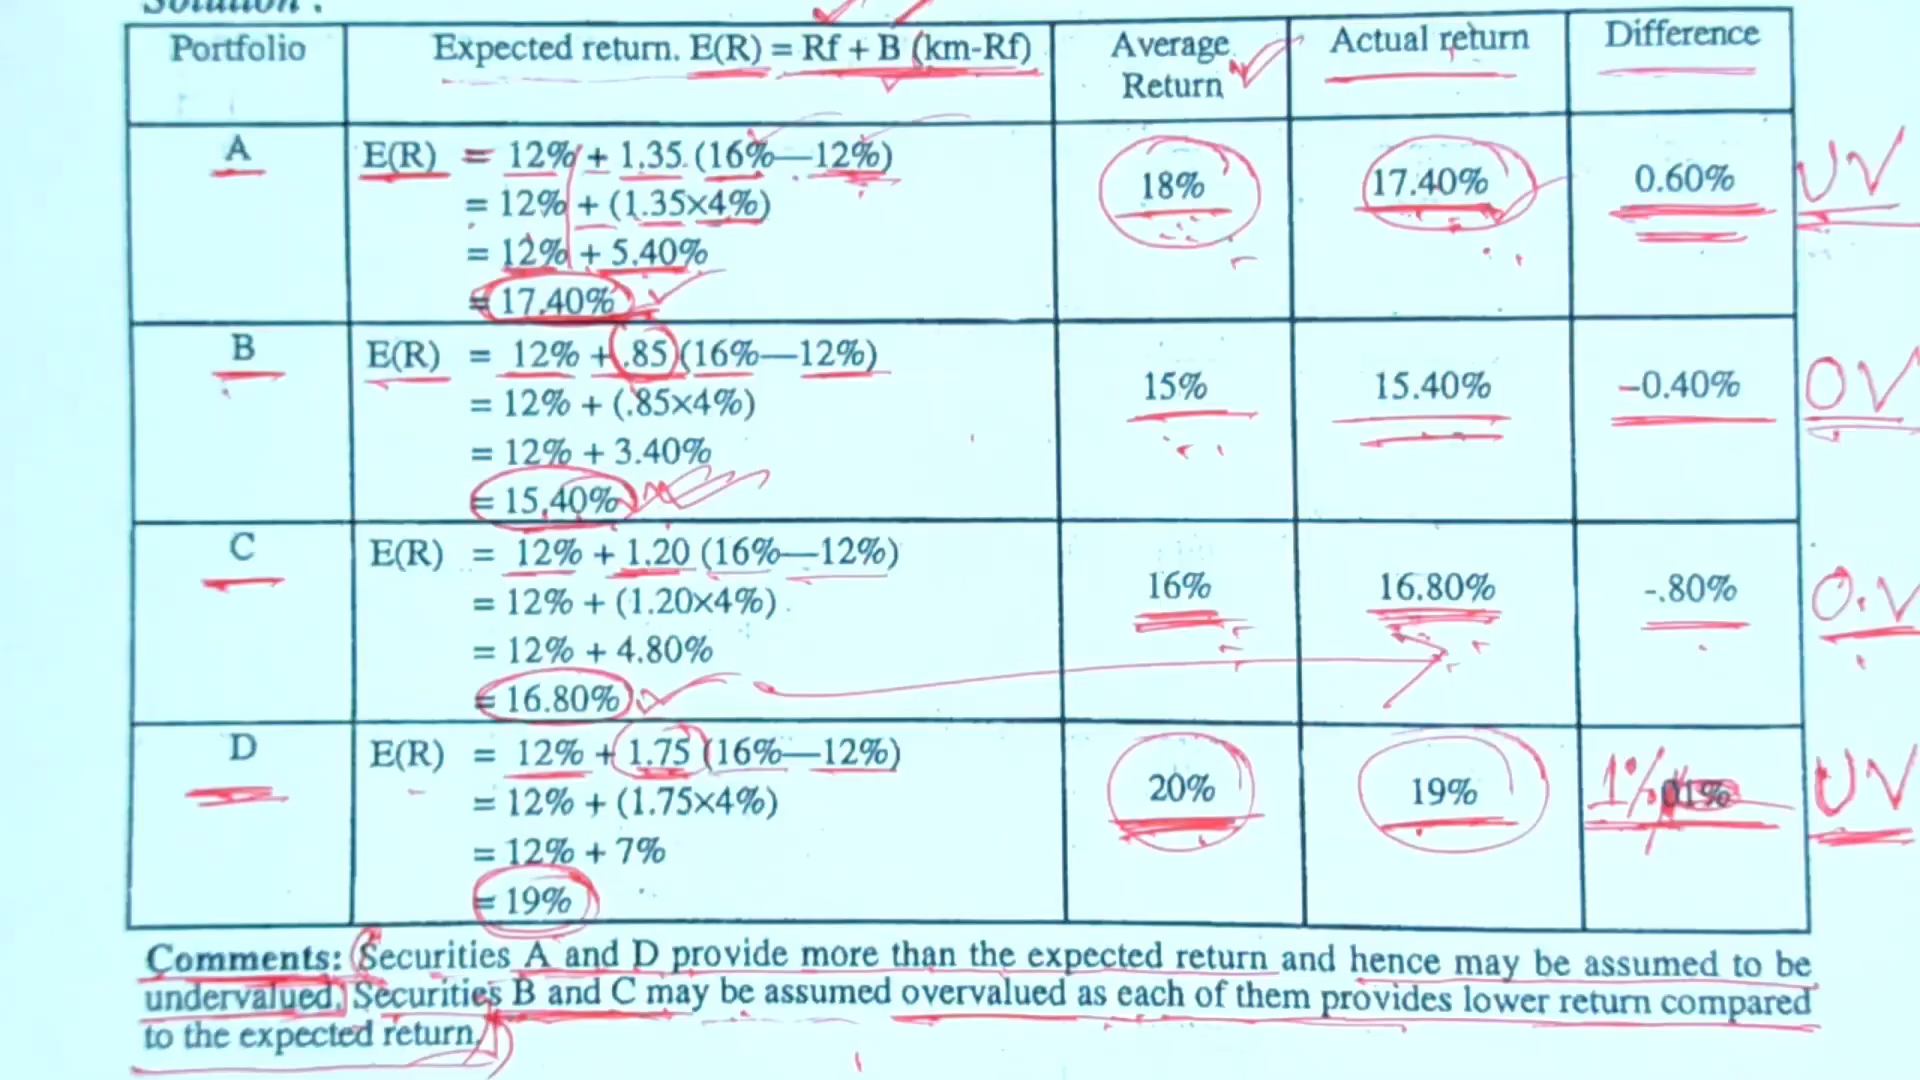 Solution :
Portfolio Expected return. E(R) = Rf + B (km-Rf) Average Return Actual return Difference
A E(R) = 12% + 1.35 (16%—12%) 18% 17.40% 0.60% UV
= 12% + (1.35×4%)
= 12% + 5.40%
= 17.40%
B E(R) = 12% + .85 (16%—12%) 15% 15.40% –0.40% OV
= 12% + (.85×4%)
= 12% + 3.40%
= 15.40%
C E(R) = 12% + 1.20 (16%—12%) 16% 16.80% -.80% O.V
= 12% + (1.20×4%)
= 12% + 4.80%
= 16.80%
D E(R) = 12% + 1.75 (16%—12%) 20% 19% 1% UV
= 12% + (1.75×4%)
= 12% + 7%
= 19%
Comments: Securities A and D provide more than the expected return and hence may be assumed to be
undervalued. Securities B and C may be assumed overvalued as each of them provides lower return compared
to the expected return.